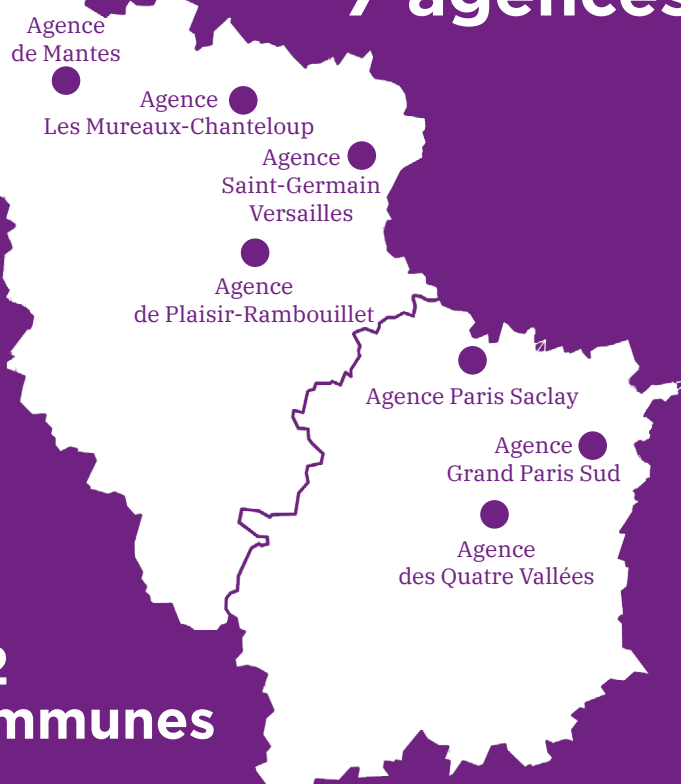 7 agences
Agence
de Mantes
Agence
Les Mureaux-Chanteloup
Agence
Saint-Germain
Versailles
Agence
de Plaisir-Rambouillet
Agence Paris Saclay
Agence
Grand Paris Sud
Agence
des Quatre Vallées
2
mmunes